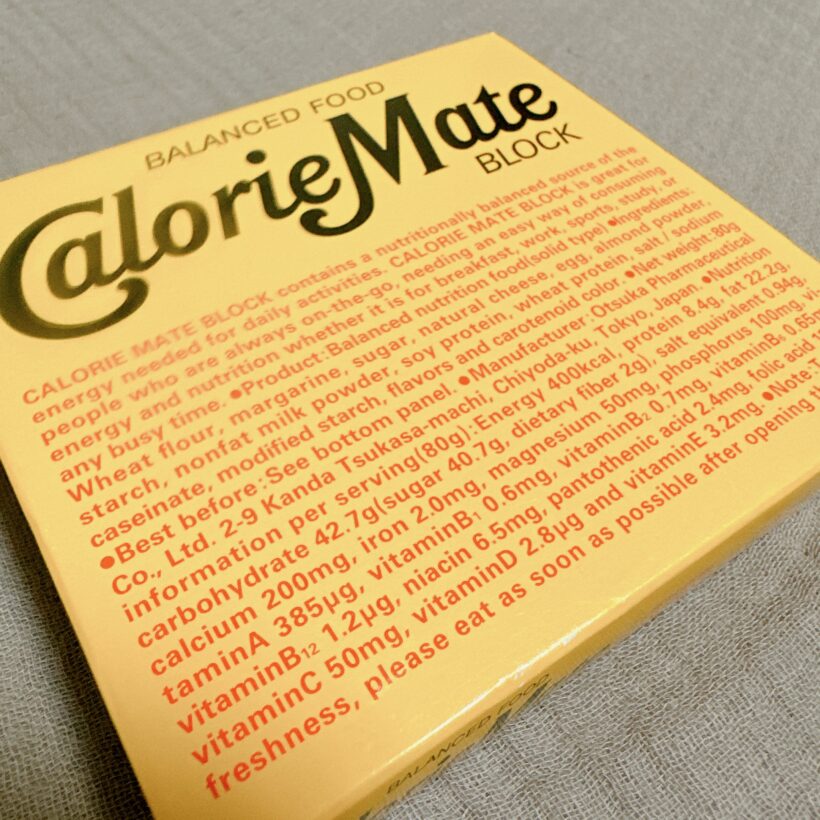 BALANCED FOOD
CalorieMate
BLOCK
CALORIE MATE BLOCK contains a nutritionally balanced source of the
energy needed for daily activities. CALORIE MATE BLOCK is great for
people who are always on-the-go, needing an easy way of consuming
energy and nutrition whether it is for breakfast, work, sports, study, or
any busy time. ●Product:Balanced nutrition food(solid type) ●Ingredients:
Wheat flour, margarine, sugar, natural cheese, egg, almond powder,
starch, nonfat milk powder, soy protein, wheat protein, salt / sodium
caseinate, modified starch, flavors and carotenoid color. ●Net weight:80g
●Best before:See bottom panel. ●Manufacturer:Otsuka Pharmaceutical
Co., Ltd. 2-9 Kanda Tsukasa-machi, Chiyoda-ku, Tokyo, Japan. ●Nutrition
information per serving(80g):Energy 400kcal, protein 8.4g, fat 22.2g,
carbohydrate 42.7g(sugar 40.7g, dietary fiber 2g), salt equivalent 0.94g,
calcium 200mg, iron 2.0mg, magnesium 50mg, phosphorus 100mg, vi
taminA 385μg, vitaminB₁ 0.6mg, vitaminB₂ 0.7mg, vitaminB₆ 0.65m
vitaminB₁₂ 1.2μg, niacin 6.5mg, pantothenic acid 2.4mg, folic acid
vitaminC 50mg, vitaminD 2.8μg and vitaminE 3.2mg. ●Note:T
freshness, please eat as soon as possible after opening th
BALANCED FOOD